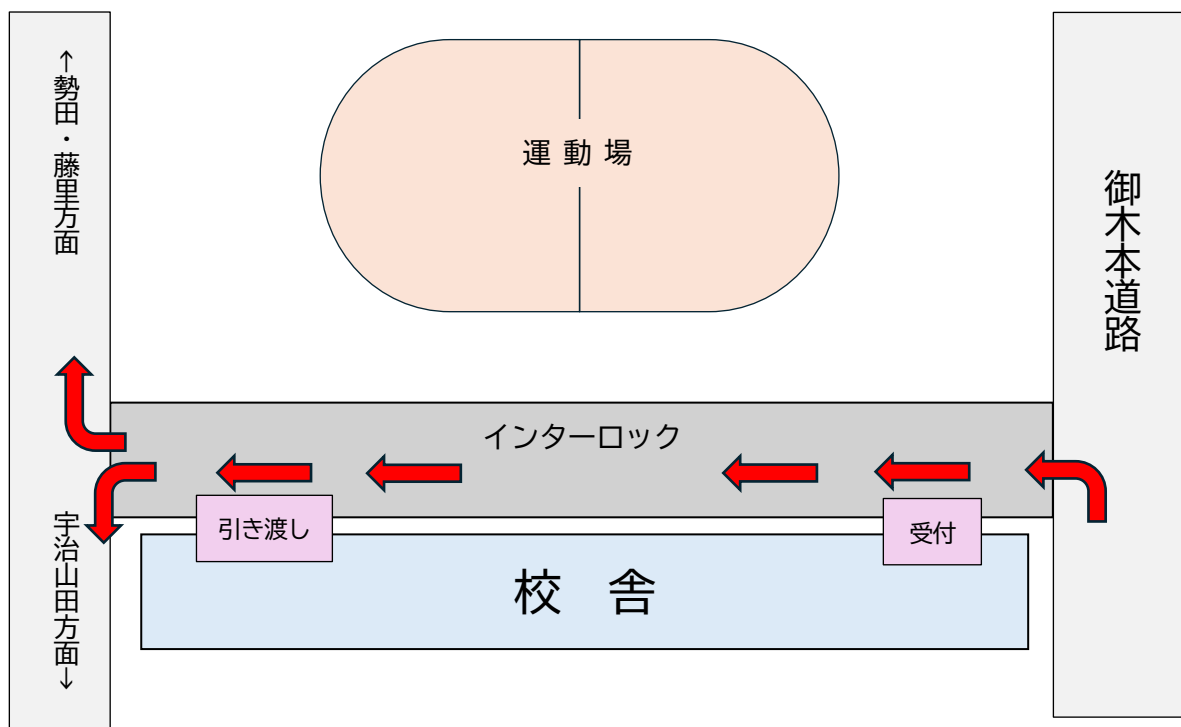 ↑勢田・藤里方面
運動場
御木本道路
インターロック
引き渡し
受付
校舎
宇治山田方面↓